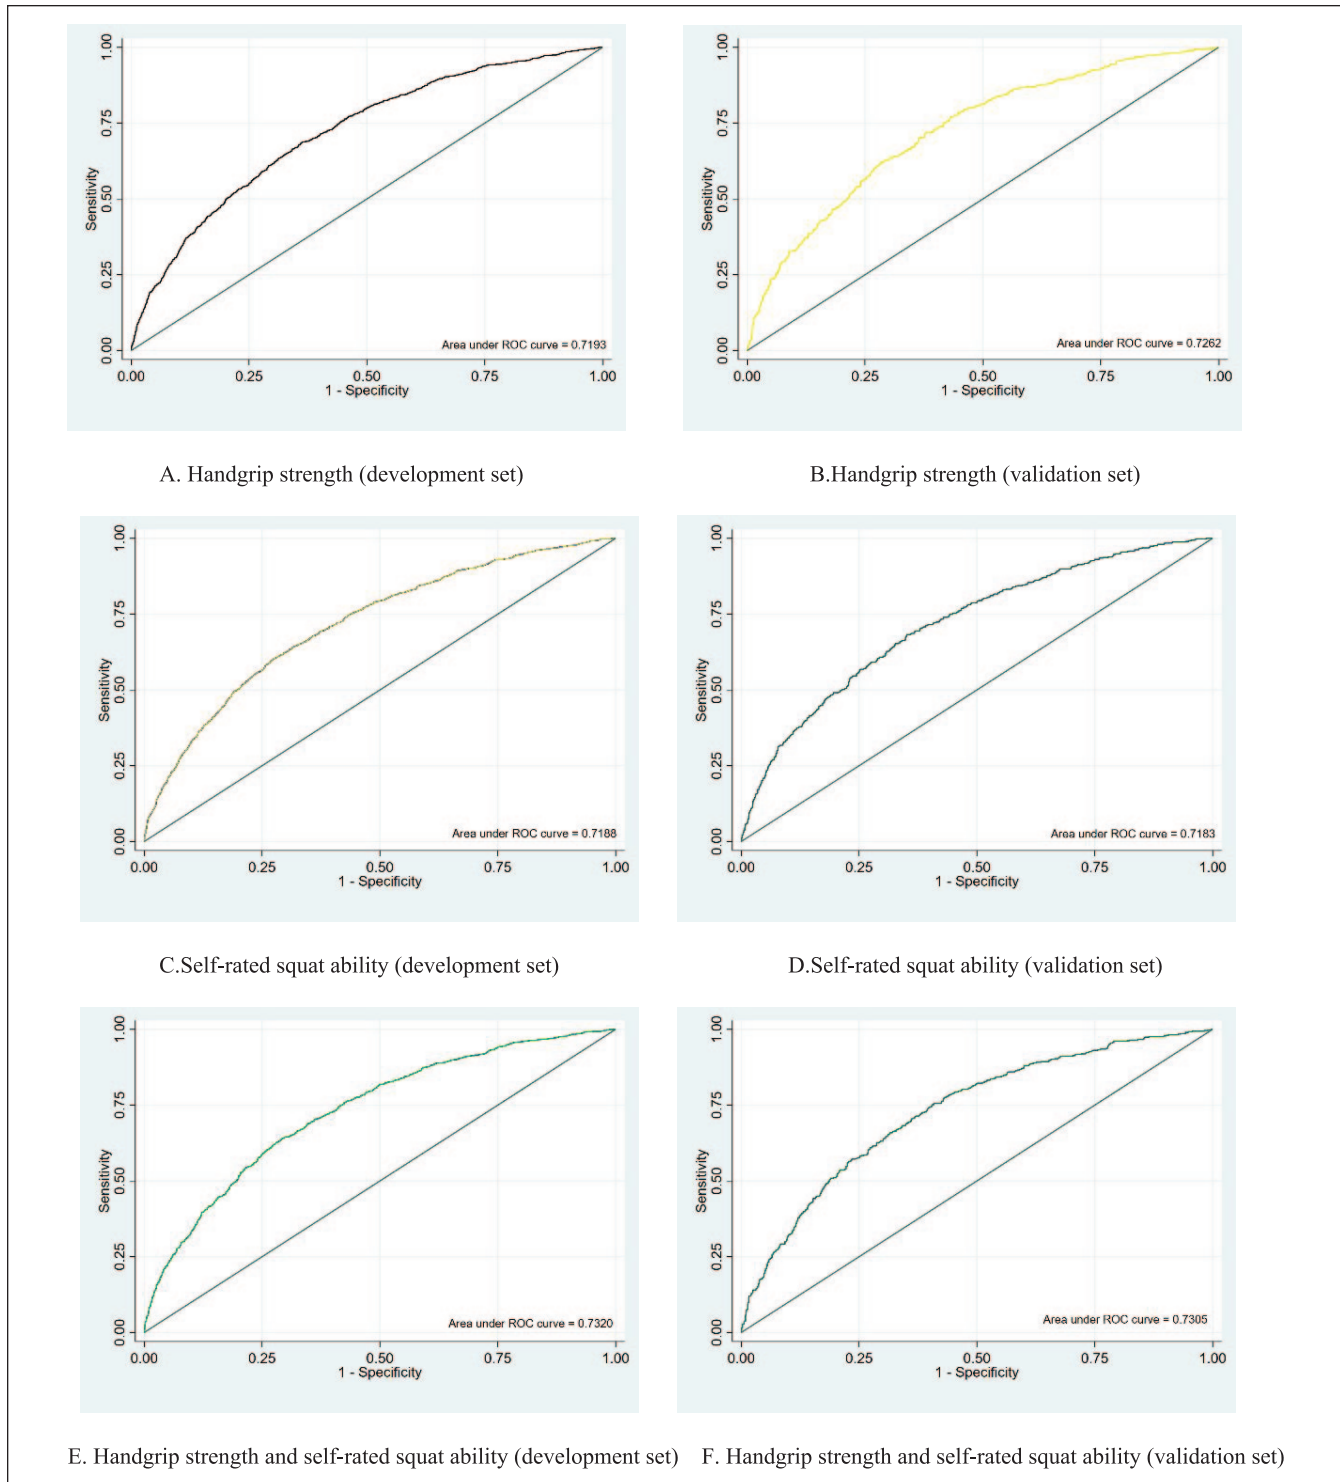 1.00
0.75
0.50
0.25
0.00
Sensitivity
Area under ROC curve = 0.7193
0.00 0.25 0.50 0.75 1.00
1 - Specificity
A. Handgrip strength (development set)
1.00
0.75
0.50
0.25
0.00
Sensitivity
Area under ROC curve = 0.7262
0.00 0.25 0.50 0.75 1.00
1 - Specificity
B.Handgrip strength (validation set)
1.00
0.75
0.50
0.25
0.00
Sensitivity
Area under ROC curve = 0.7188
0.00 0.25 0.50 0.75 1.00
1 - Specificity
C.Self-rated squat ability (development set)
1.00
0.75
0.50
0.25
0.00
Sensitivity
Area under ROC curve = 0.7183
0.00 0.25 0.50 0.75 1.00
1 - Specificity
D.Self-rated squat ability (validation set)
1.00
0.75
0.50
0.25
0.00
Sensitivity
Area under ROC curve = 0.7320
0.00 0.25 0.50 0.75 1.00
1 - Specificity
E. Handgrip strength and self-rated squat ability (development set)
1.00
0.75
0.50
0.25
0.00
Sensitivity
Area under ROC curve = 0.7305
0.00 0.25 0.50 0.75 1.00
1 - Specificity
F. Handgrip strength and self-rated squat ability (validation set)